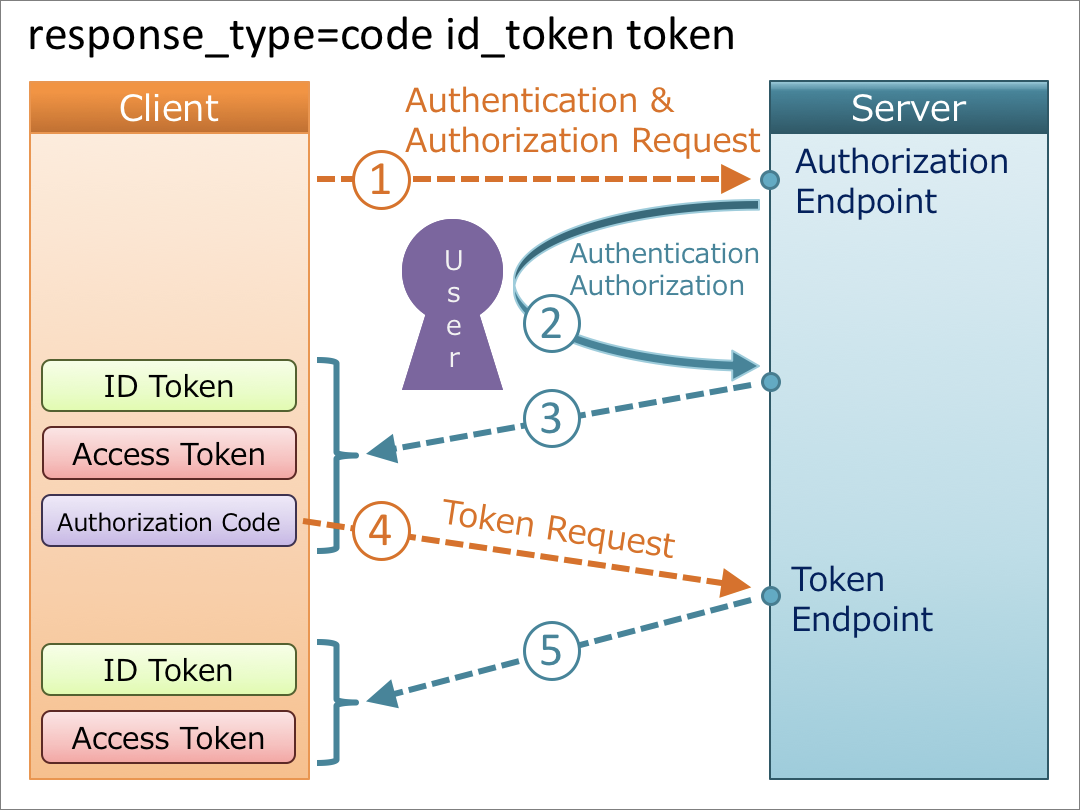 response_type=code id_token token
Client
Authentication &
Authorization Request
Server
1
Authorization
Endpoint
User
Authentication
Authorization
2
ID Token
3
Access Token
Authorization Code
4
Token Request
Token
Endpoint
5
ID Token
Access Token